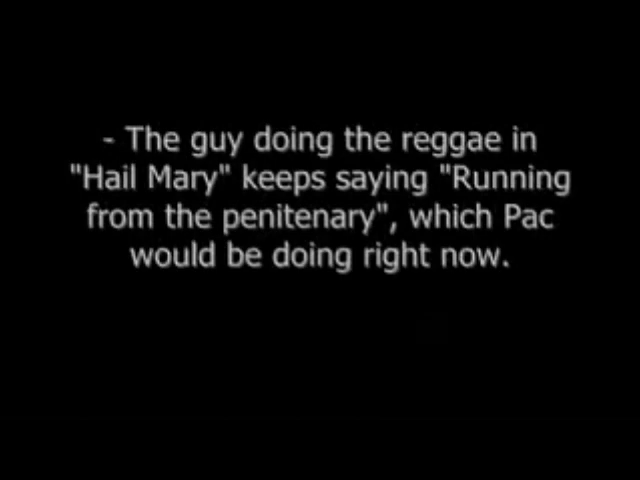 - The guy doing the reggae in
"Hail Mary" keeps saying "Running
from the penitenary", which Pac
would be doing right now.